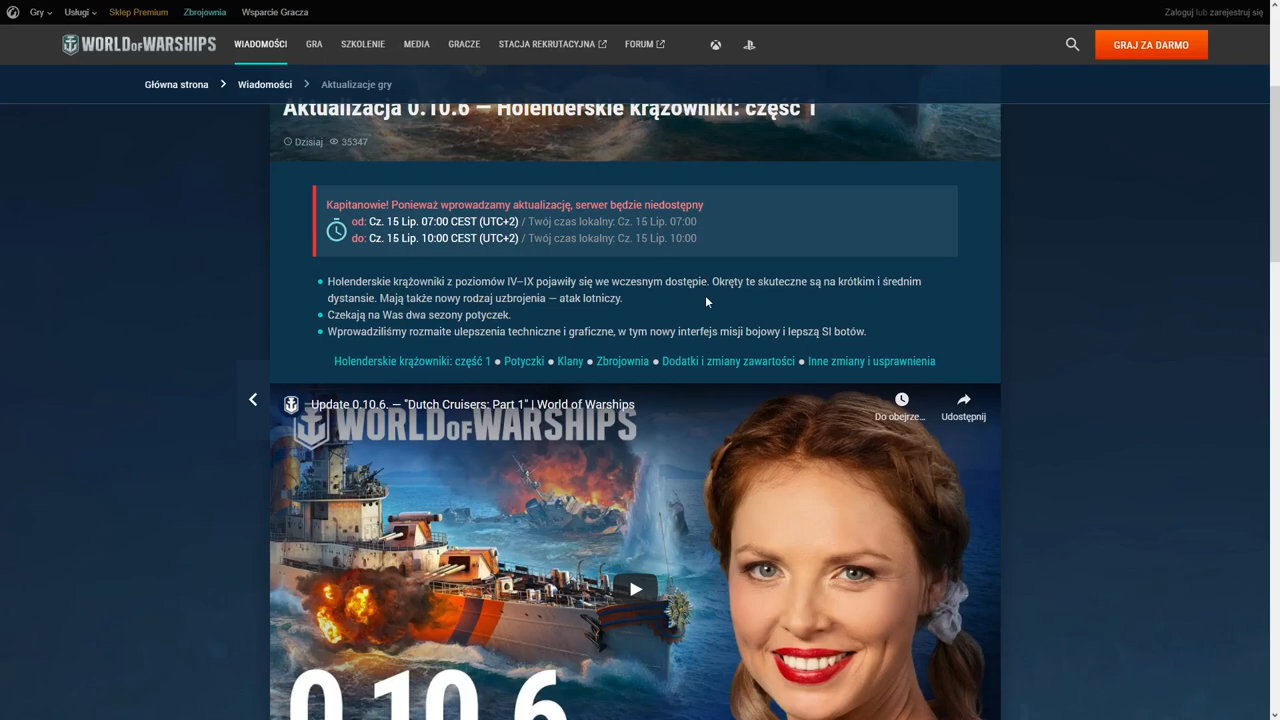 Gry
Usługi
Sklep Premium
Zbrojownia
Wsparcie Gracza
Zaloguj lub zarejestruj się
WORLD OF WARSHIPS
WIADOMOŚCI
GRA
SZKOLENIE
MEDIA
GRACZE
STACJA REKRUTACYJNA
FORUM
GRAJ ZA DARMO
Główna strona
Wiadomości
Aktualizacje gry
Aktualizacja 0.10.6 — Holenderskie krążowniki: część 1
Dzisiaj 35347
Kapitanowie! Ponieważ wprowadzamy aktualizację, serwer będzie niedostępny
od: Cz. 15 Lip. 07:00 CEST (UTC+2) / Twój czas lokalny: Cz. 15 Lip. 07:00
do: Cz. 15 Lip. 10:00 CEST (UTC+2) / Twój czas lokalny: Cz. 15 Lip. 10:00
Holenderskie krążowniki z poziomów IV–IX pojawiły się we wczesnym dostępie. Okręty te skuteczne są na krótkim i średnim
dystansie. Mają także nowy rodzaj uzbrojenia — atak lotniczy.
Czekają na Was dwa sezony potyczek.
Wprowadziliśmy rozmaite ulepszenia techniczne i graficzne, w tym nowy interfejs misji bojowy i lepszą SI botów.
Holenderskie krążowniki: część 1 ● Potyczki ● Klany ● Zbrojownia ● Dodatki i zmiany zawartości ● Inne zmiany i usprawnienia
Update 0.10.6. — "Dutch Cruisers: Part 1" | World of Warships
Do obejrze...
Udostępnij
WORLD OF WARSHIPS
0.10.6